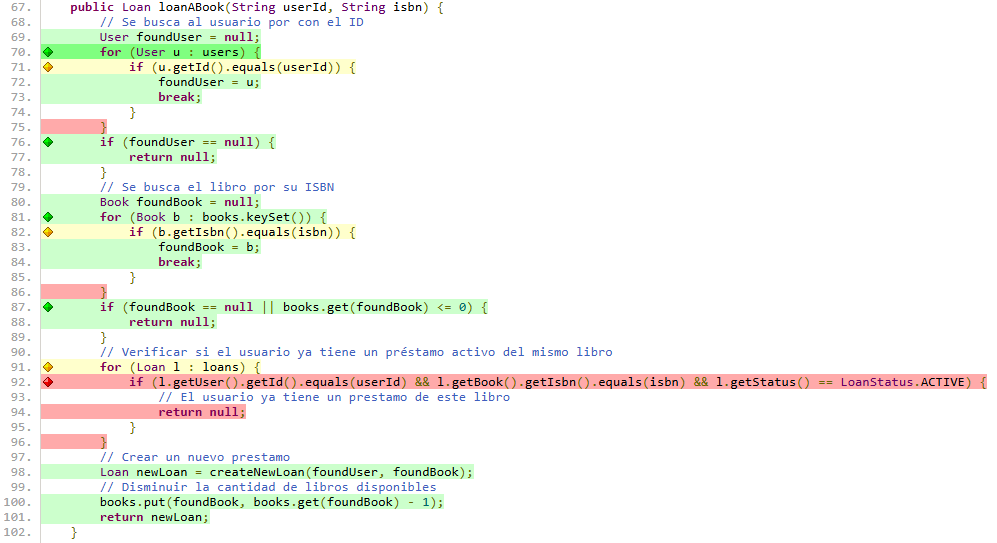 67. public Loan loanABook(String userId, String isbn) {
68. // Se busca al usuario por con el ID
69. User foundUser = null;
70. for (User u : users) {
71. if (u.getId().equals(userId)) {
72. foundUser = u;
73. break;
74. }
75. }
76. if (foundUser == null) {
77. return null;
78. }
79. // Se busca el libro por su ISBN
80. Book foundBook = null;
81. for (Book b : books.keySet()) {
82. if (b.getIsbn().equals(isbn)) {
83. foundBook = b;
84. break;
85. }
86. }
87. if (foundBook == null || books.get(foundBook) <= 0) {
88. return null;
89. }
90. // Verificar si el usuario ya tiene un préstamo activo del mismo libro
91. for (Loan l : loans) {
92. if (l.getUser().getId().equals(userId) && l.getBook().getIsbn().equals(isbn) && l.getStatus() == LoanStatus.ACTIVE) {
93. // El usuario ya tiene un prestamo de este libro
94. return null;
95. }
96. }
97. // Crear un nuevo prestamo
98. Loan newLoan = createNewLoan(foundUser, foundBook);
99. // Disminuir la cantidad de libros disponibles
100. books.put(foundBook, books.get(foundBook) - 1);
101. return newLoan;
102. }